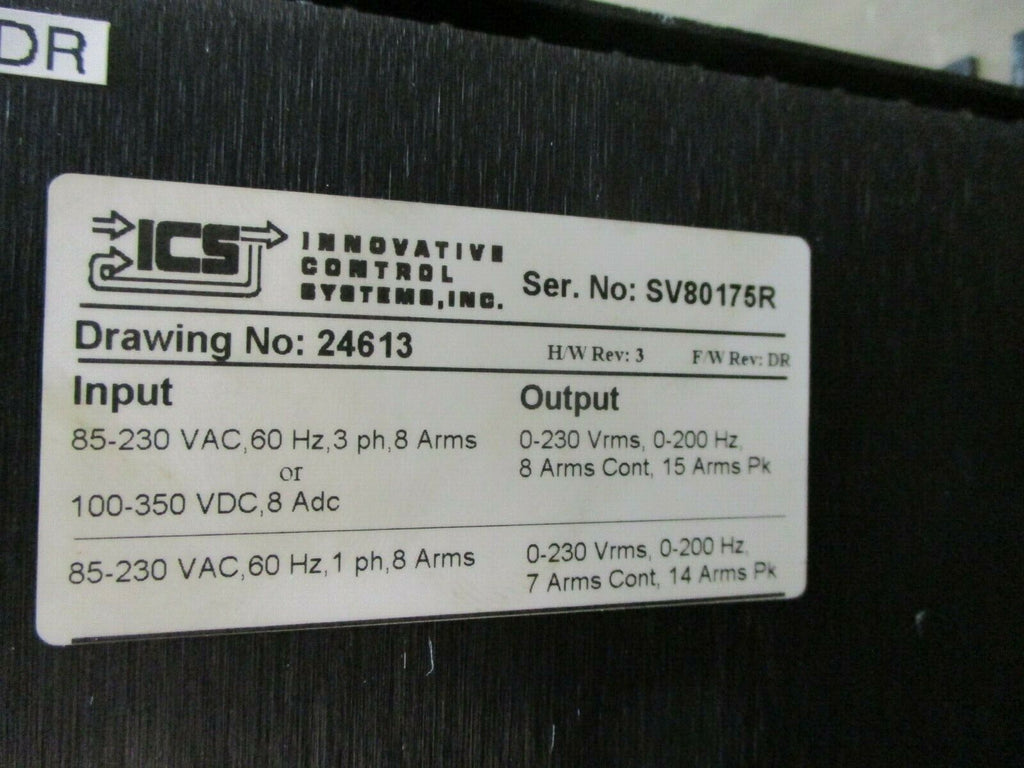 DR
ICS
INNOVATIVE
CONTROL
SYSTEMS,INC.
Ser. No: SV80175R
Drawing No: 24613
H/W Rev: 3
F/W Rev: DR
Input
Output
85-230 VAC,60 Hz,3 ph,8 Arms
or
100-350 VDC,8 Adc
0-230 Vrms, 0-200 Hz,
8 Arms Cont, 15 Arms Pk
85-230 VAC,60 Hz,1 ph,8 Arms
0-230 Vrms, 0-200 Hz,
7 Arms Cont, 14 Arms Pk